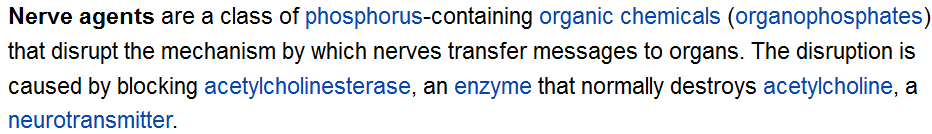 Nerve agents are a class of phosphorus-containing organic chemicals (organophosphates)
that disrupt the mechanism by which nerves transfer messages to organs. The disruption is
caused by blocking acetylcholinesterase, an enzyme that normally destroys acetylcholine, a
neurotransmitter.